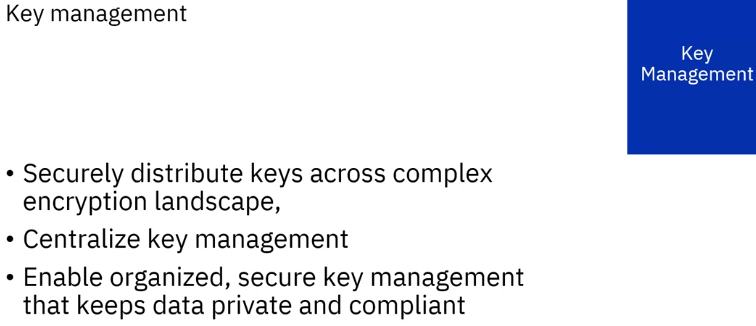 Key management
Key
Management
• Securely distribute keys across complex
encryption landscape,
• Centralize key management
• Enable organized, secure key management
that keeps data private and compliant